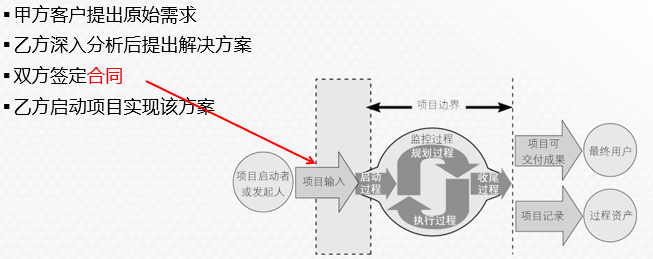 ▪ 甲方客户提出原始需求
▪ 乙方深入分析后提出解决方案
▪ 双方签定合同
▪ 乙方启动项目实现该方案
项目边界
监控过程
规划过程
项目启动者
或发起人
项目输入
启动
过程
执行过程
收尾
过程
项目可
交付成果
最终用户
项目记录
过程资产